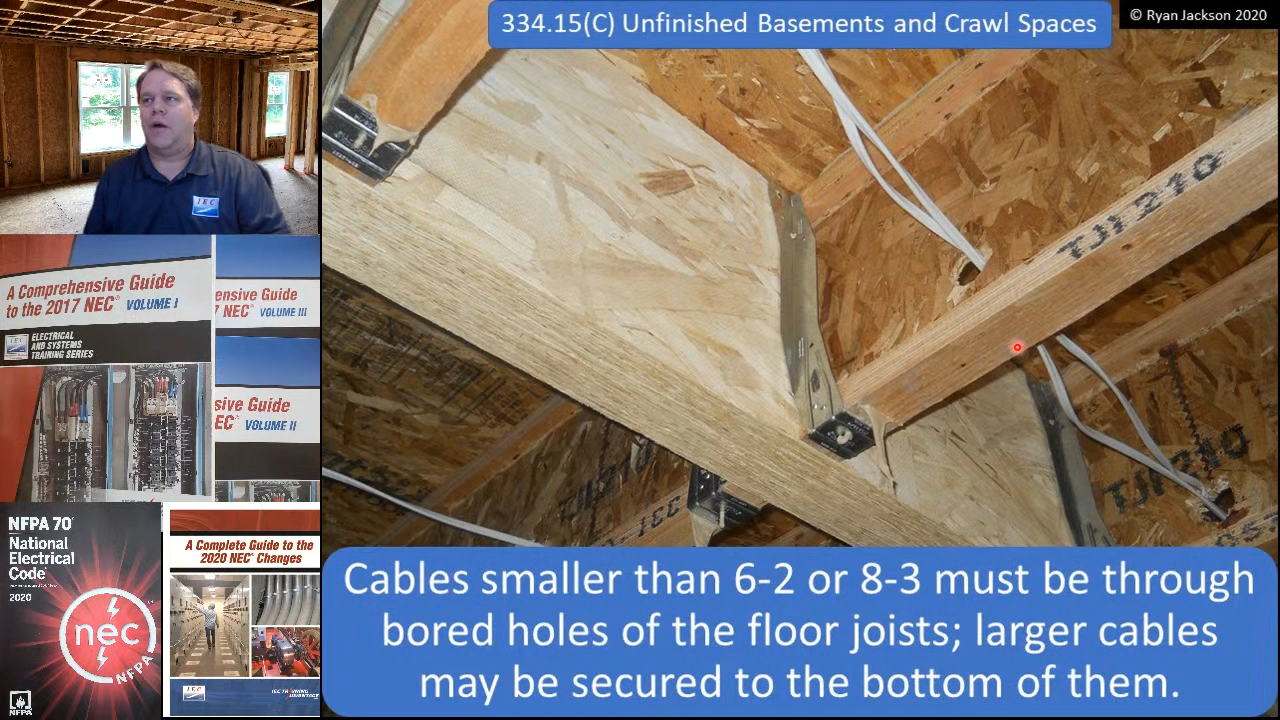 334.15(C) Unfinished Basements and Crawl Spaces
© Ryan Jackson 2020
IEC
A Comprehensive Guide
to the 2017 NEC® VOLUME I
IEC
ELECTRICAL
AND SYSTEMS
TRAINING SERIES
ensive Guide
7 NEC® VOLUME III
sive Guide
EC® VOLUME II
NFPA 70®
National
Electrical
Code®
2020
nec
NFPA
NFPA
A Complete Guide to the
2020 NEC® Changes
IEC
TJI 210
TJI 210
Cables smaller than 6-2 or 8-3 must be through
bored holes of the floor joists; larger cables
may be secured to the bottom of them.